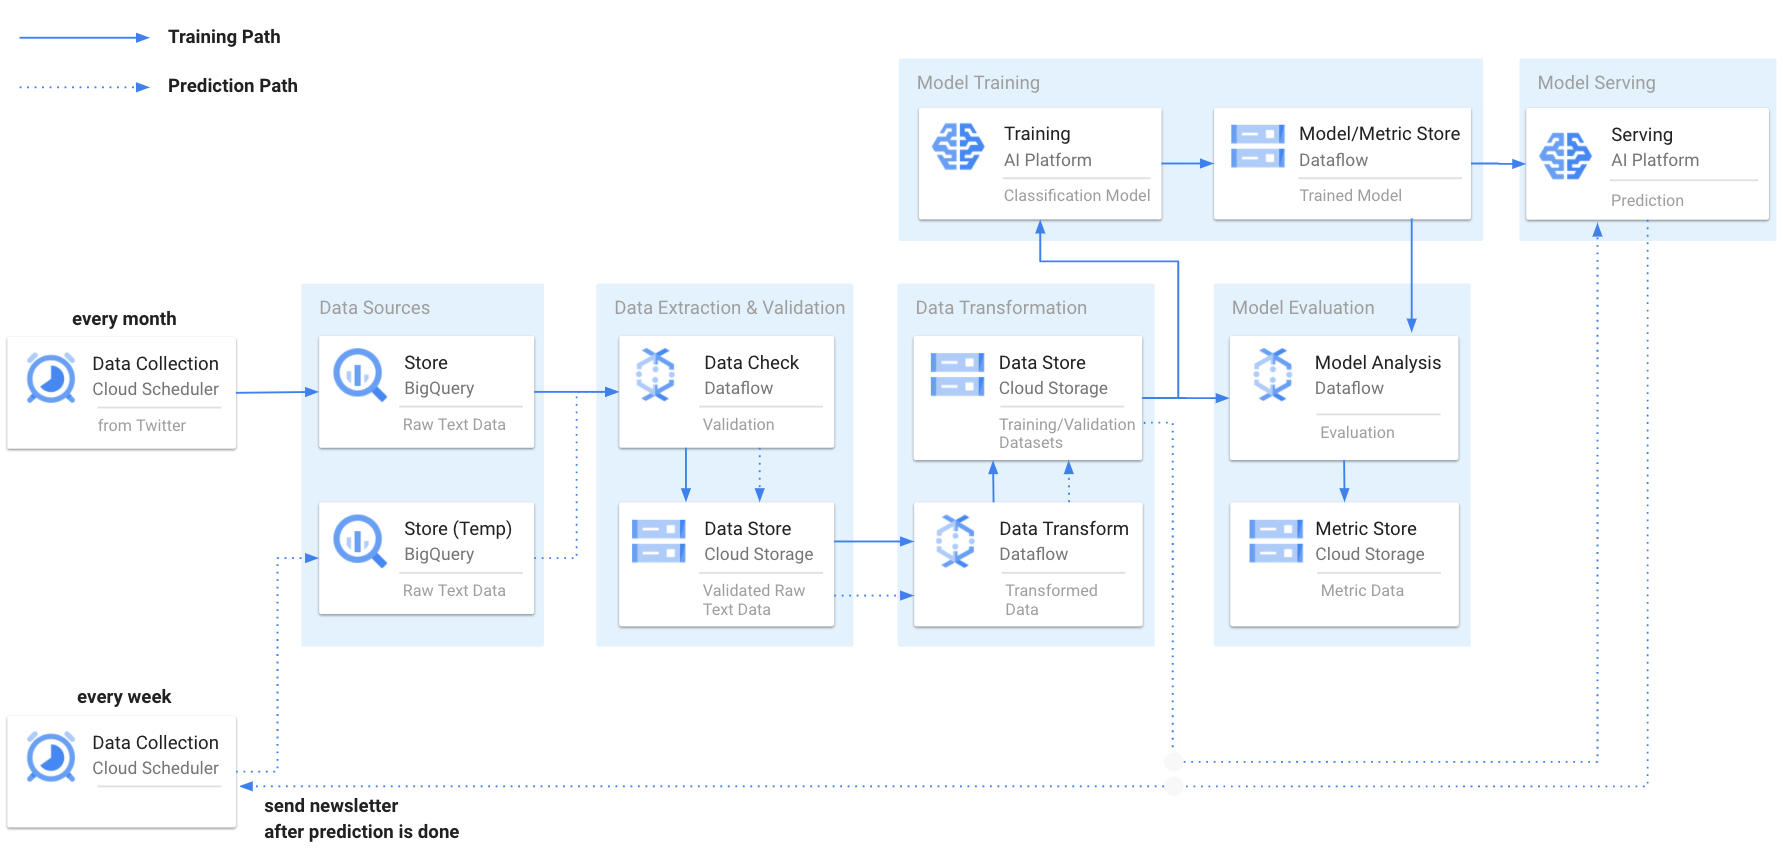 Training Path
Prediction Path
Model Training
Training
AI Platform
Classification Model
Model/Metric Store
Dataflow
Trained Model
Model Serving
Serving
AI Platform
Prediction
every month
Data Collection
Cloud Scheduler
from Twitter
Data Sources
Store
BigQuery
Raw Text Data
Store (Temp)
BigQuery
Raw Text Data
Data Extraction & Validation
Data Check
Dataflow
Validation
Data Store
Cloud Storage
Validated Raw
Text Data
Data Transformation
Data Store
Cloud Storage
Training/Validation
Datasets
Data Transform
Dataflow
Transformed
Data
Model Evaluation
Model Analysis
Dataflow
Evaluation
Metric Store
Cloud Storage
Metric Data
every week
Data Collection
Cloud Scheduler
send newsletter
after prediction is done